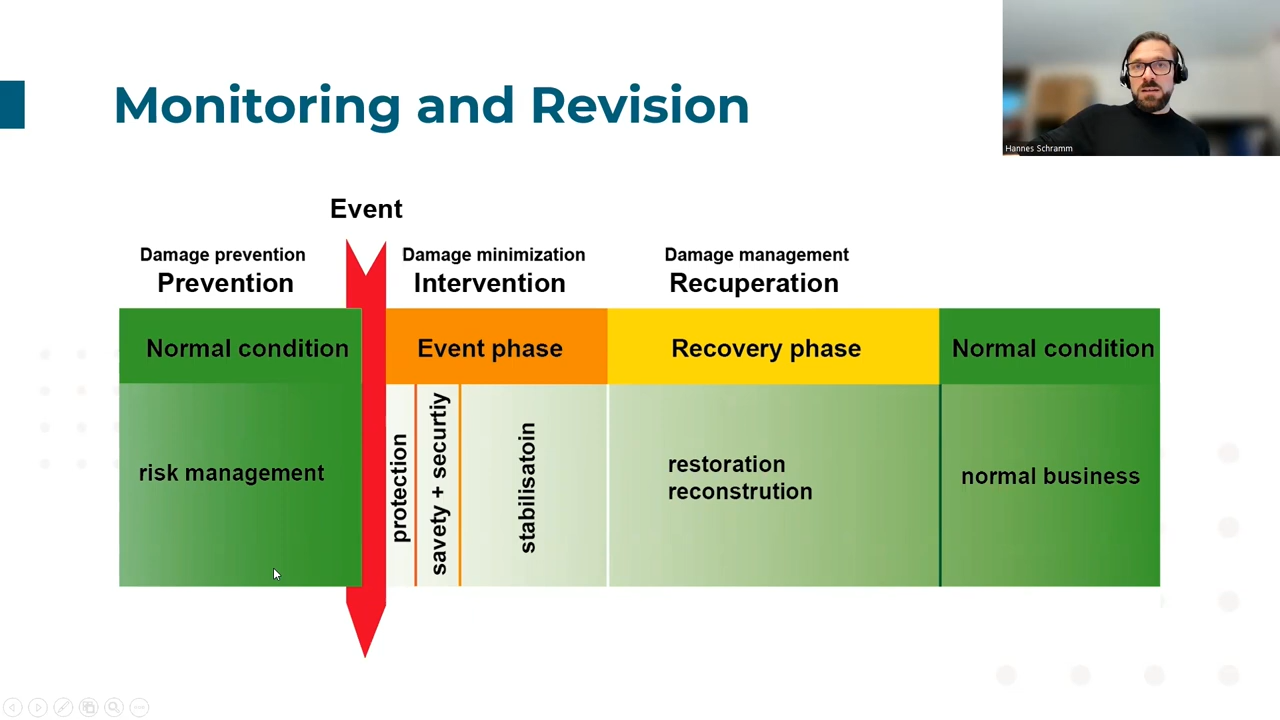 Monitoring and Revision
Hannes Schramm
Event
Damage prevention
Prevention
Damage minimization
Intervention
Damage management
Recuperation
Normal condition
Event phase
Recovery phase
Normal condition
risk management
protection
savety + securtiy
stabilisatoin
restoration
reconstrution
normal business